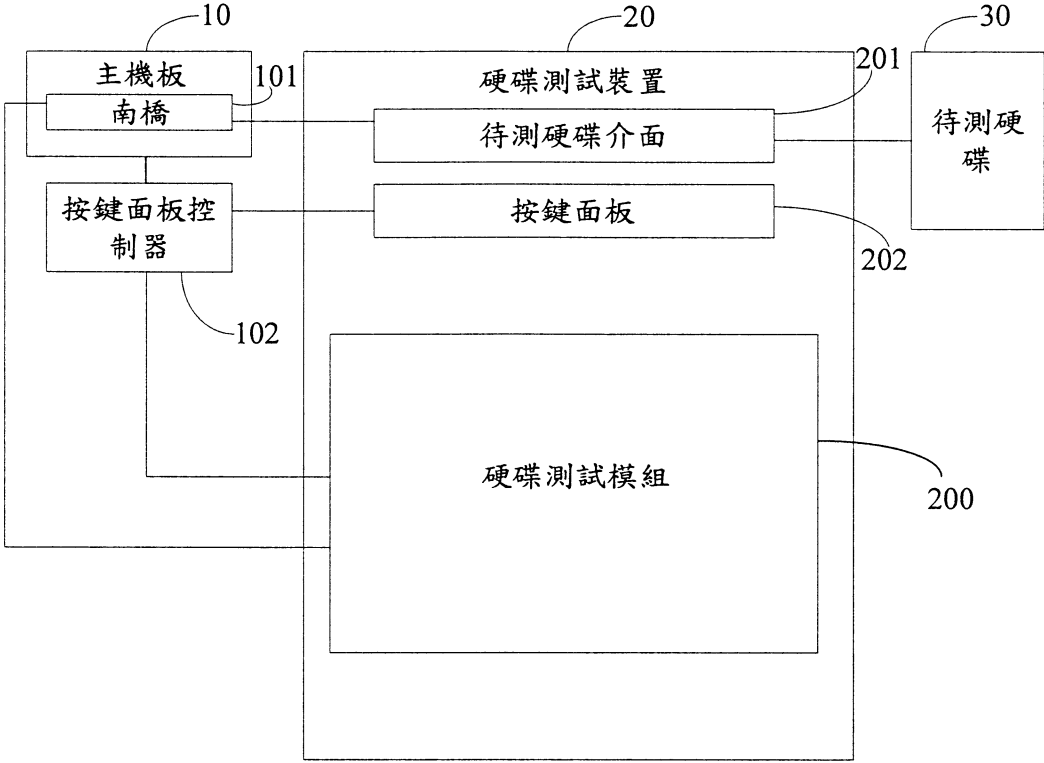 10
20
30
主機板
101
南橋
硬碟測試裝置
201
待測硬碟介面
待測硬
碟
按鍵面板控
制器
按鍵面板
202
102
硬碟測試模組
200